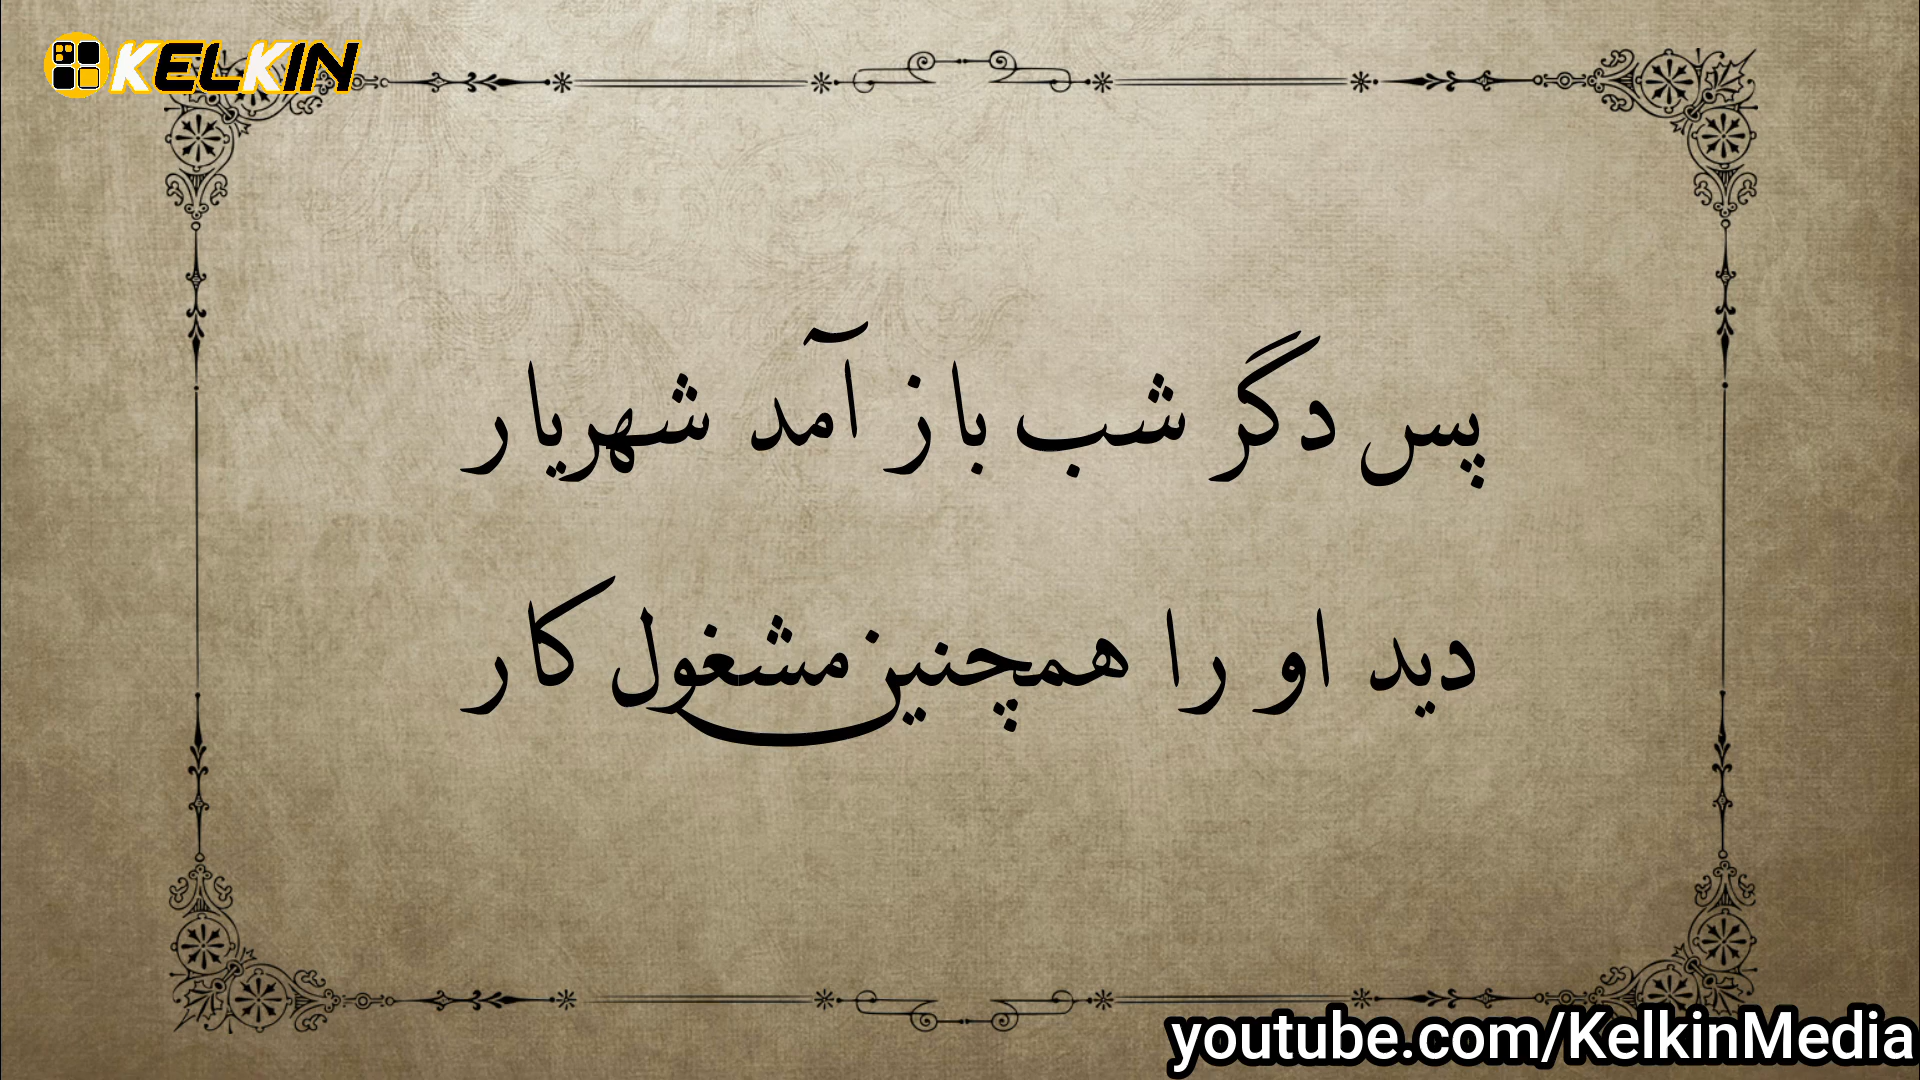 KELKIN
پس دگر شب باز آمد شهریار
دید او را همچنین مشغول کار
youtube.com/KelkinMedia